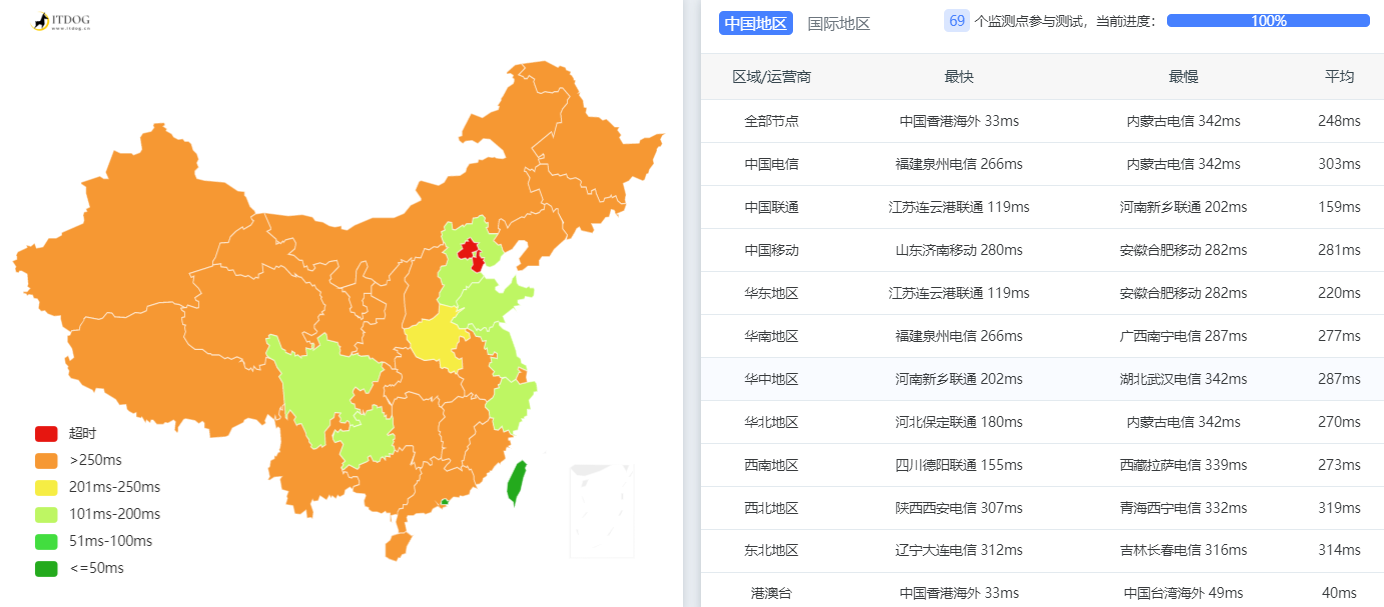 ITDOG
www.itdog.cn
超时
>250ms
201ms-250ms
101ms-200ms
51ms-100ms
<=50ms
中国地区 国际地区 69 个监测点参与测试，当前进度： 100%
区域/运营商 最快 最慢 平均
全部节点 中国香港海外 33ms 内蒙古电信 342ms 248ms
中国电信 福建泉州电信 266ms 内蒙古电信 342ms 303ms
中国联通 江苏连云港联通 119ms 河南新乡联通 202ms 159ms
中国移动 山东济南移动 280ms 安徽合肥移动 282ms 281ms
华东地区 江苏连云港联通 119ms 安徽合肥移动 282ms 220ms
华南地区 福建泉州电信 266ms 广西南宁电信 287ms 277ms
华中地区 河南新乡联通 202ms 湖北武汉电信 342ms 287ms
华北地区 河北保定联通 180ms 内蒙古电信 342ms 270ms
西南地区 四川德阳联通 155ms 西藏拉萨电信 339ms 273ms
西北地区 陕西西安电信 307ms 青海西宁电信 332ms 319ms
东北地区 辽宁大连电信 312ms 吉林长春电信 316ms 314ms
港澳台 中国香港海外 33ms 中国台湾海外 49ms 40ms